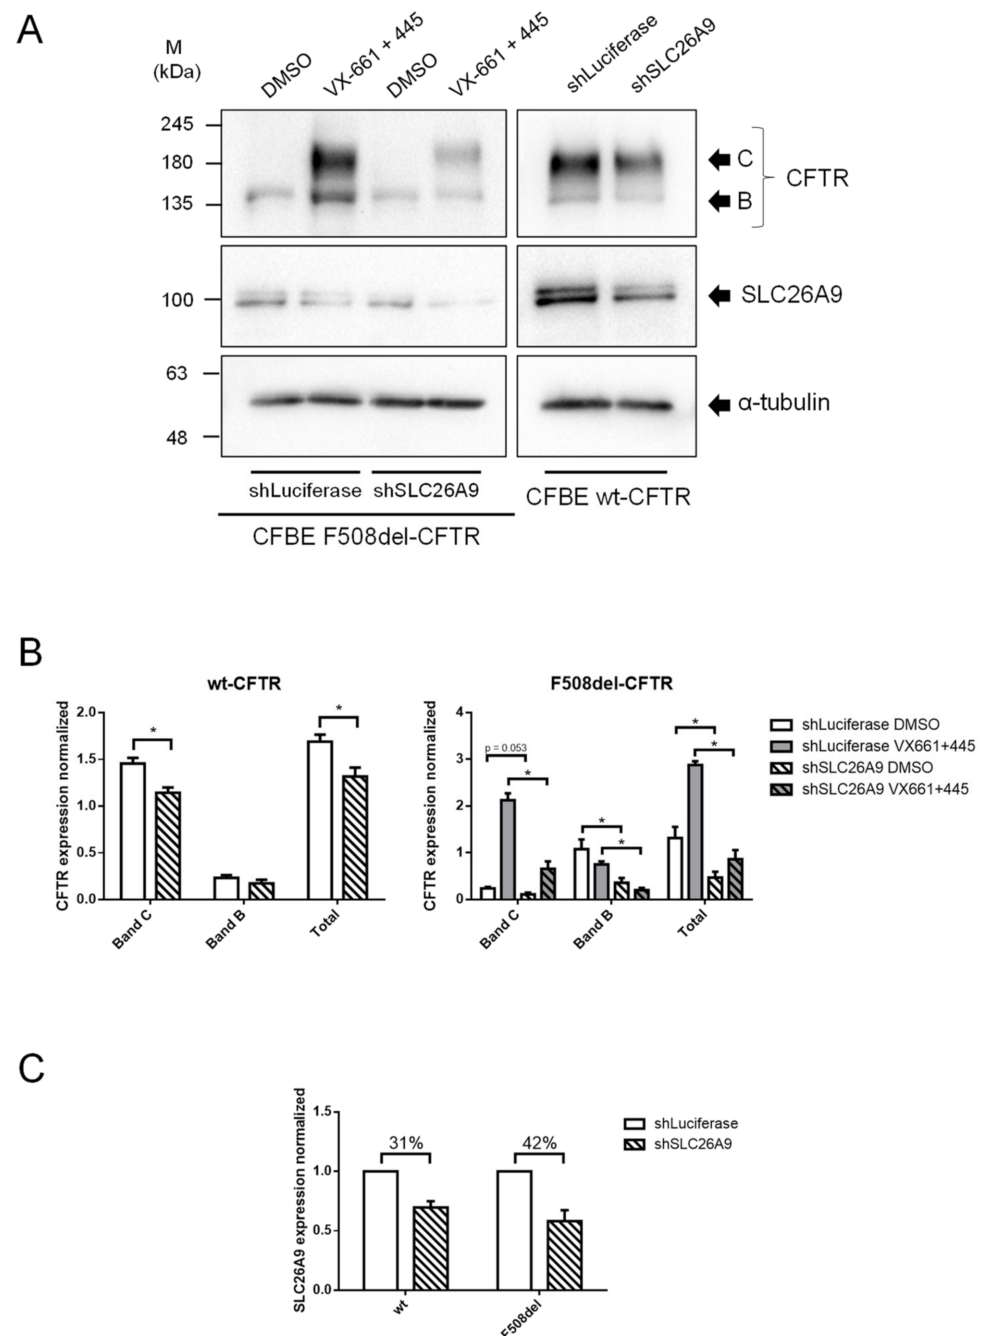 A
M
(kDa)
DMSO
VX-661 + 445
DMSO
VX-661 + 445
shLuciferase
shSLC26A9
245
180
135
C
B
CFTR
100
SLC26A9
63
48
α-tubulin
shLuciferase shSLC26A9
CFBE F508del-CFTR
CFBE wt-CFTR
B
wt-CFTR
CFTR expression normalized
2.0
1.5
1.0
0.5
0.0
*
*
Band C
Band B
Total
F508del-CFTR
CFTR expression normalized
4
3
2
1
0
p = 0.053
*
*
*
*
*
Band C
Band B
Total
shLuciferase DMSO
shLuciferase VX661+445
shSLC26A9 DMSO
shSLC26A9 VX661+445
C
SLC26A9 expression normalized
1.5
1.0
0.5
0.0
31%
42%
wt
F508del
shLuciferase
shSLC26A9